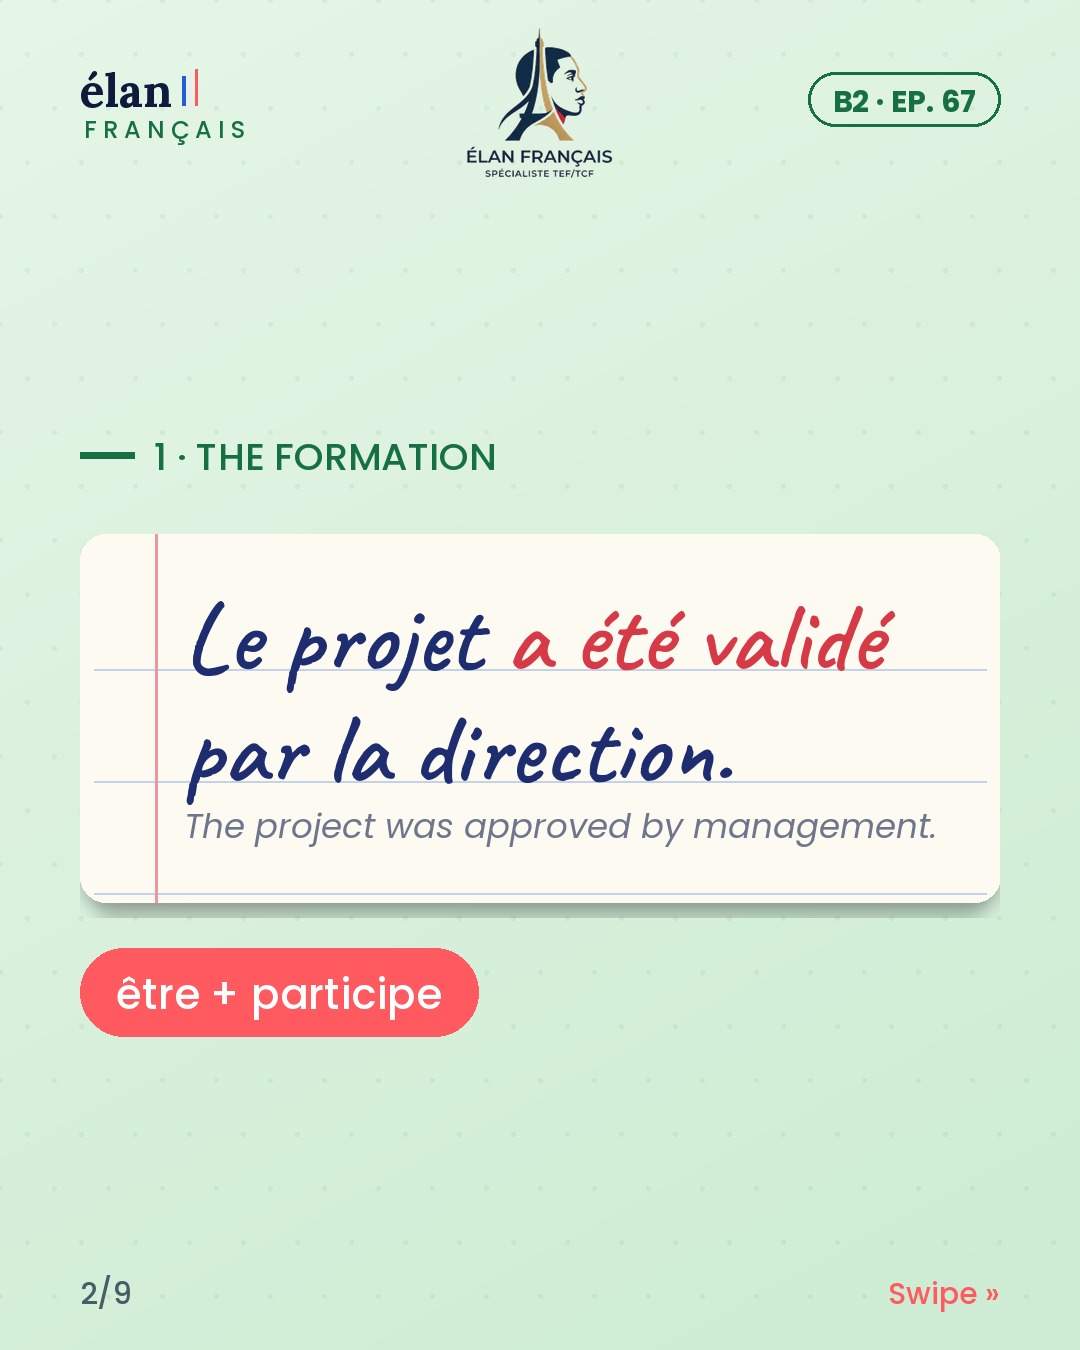 élan
FRANÇAIS
ÉLAN FRANÇAIS
SPÉCIALISTE TEF/TCF
B2 · EP. 67
1 · THE FORMATION
Le projet a été validé
par la direction.
The project was approved by management.
être + participe
2/9
Swipe »